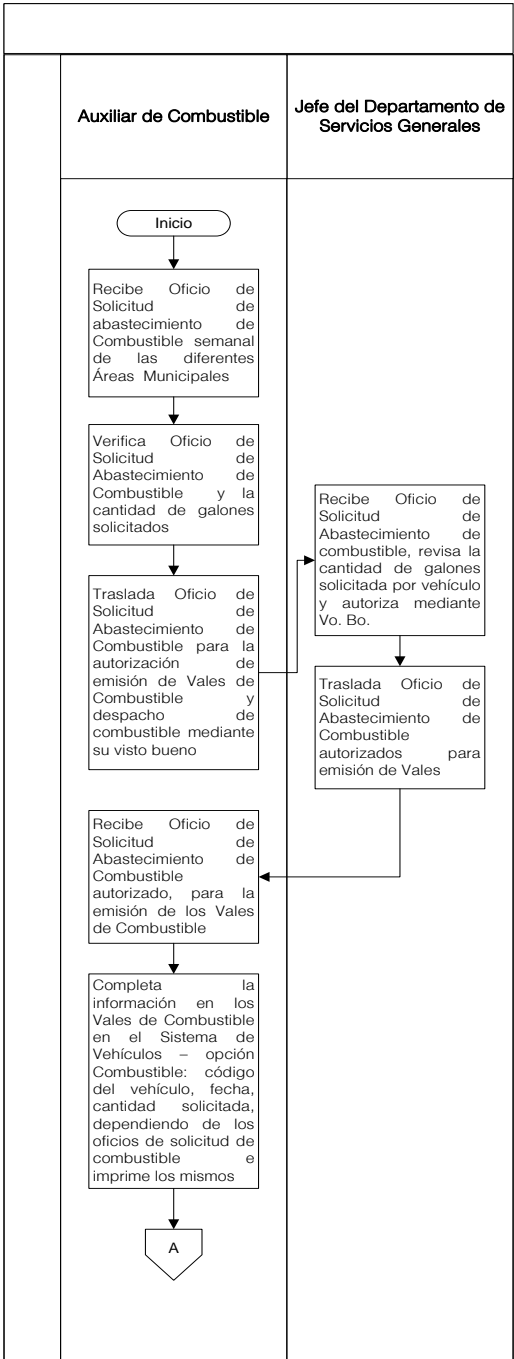 Auxiliar de Combustible
Jefe del Departamento de
Servicios Generales
Inicio
Recibe Oficio de
Solicitud de
abastecimiento de
Combustible semanal
de las diferentes
Áreas Municipales
Verifica Oficio de
Solicitud de
Abastecimiento de
Combustible y la
cantidad de galones
solicitados
Traslada Oficio de
Solicitud de
Abastecimiento de
Combustible para la
autorización de
emisión de Vales de
Combustible y
despacho de
combustible mediante
su visto bueno
Recibe Oficio de
Solicitud de
Abastecimiento de
combustible, revisa la
cantidad de galones
solicitada por vehículo
y autoriza mediante
Vo. Bo.
Traslada Oficio de
Solicitud de
Abastecimiento de
Combustible
autorizados para
emisión de Vales
Recibe Oficio de
Solicitud de
Abastecimiento de
Combustible
autorizado, para la
emisión de los Vales
de Combustible
Completa la
información en los
Vales de Combustible
en el Sistema de
Vehículos – opción
Combustible: código
del vehículo, fecha,
cantidad solicitada,
dependiendo de los
oficios de solicitud de
combustible e
imprime los mismos
A